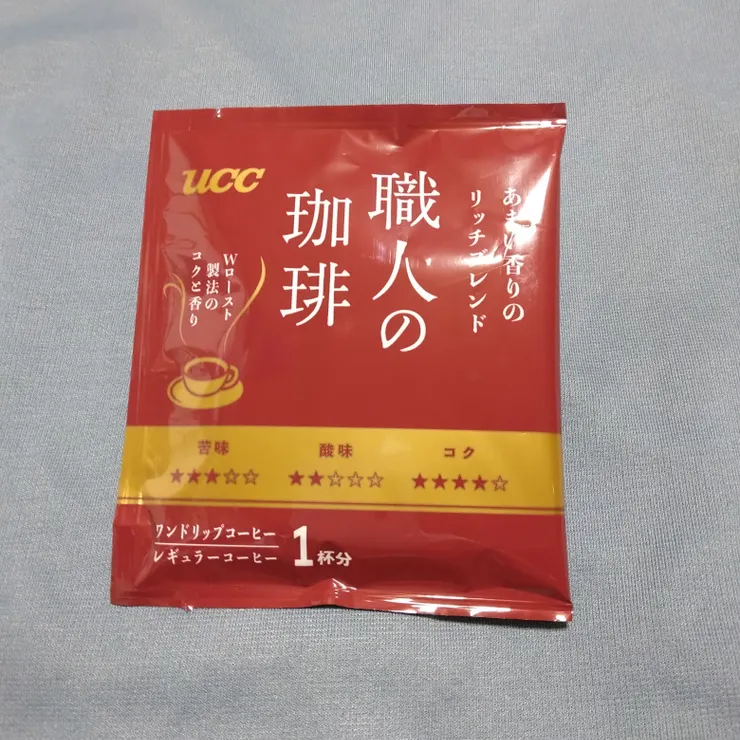 UCC
あまい香りの
リッチブレンド
職人の
珈琲
Wロースト
製法の
コクと香り
苦味
★★★☆☆
酸味
★★☆☆☆
コク
★★★★☆
ワンドリップコーヒー
レギュラーコーヒー
1杯分